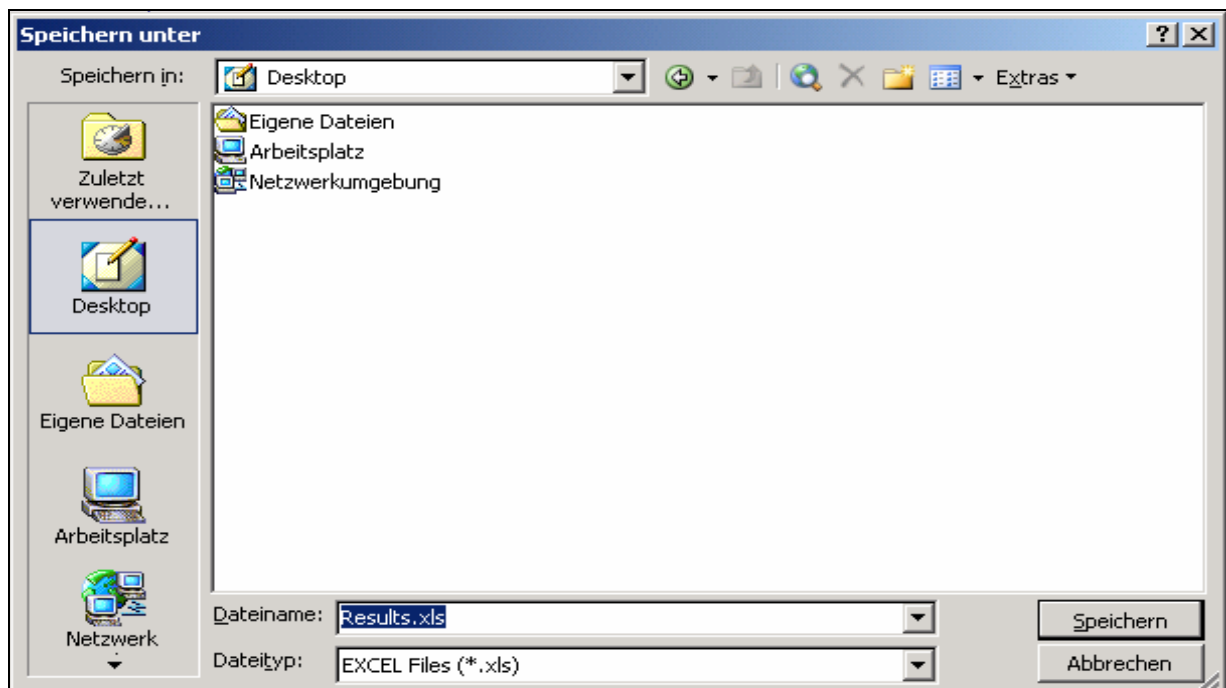 Speichern unter
Speichern in:
Desktop
Extras
Zuletzt
verwende...
Desktop
Eigene Dateien
Arbeitsplatz
Netzwerk
Eigene Dateien
Arbeitsplatz
Netzwerkumgebung
Dateiname:
Results.xls
Speichern
Dateityp:
EXCEL Files (*.xls)
Abbrechen